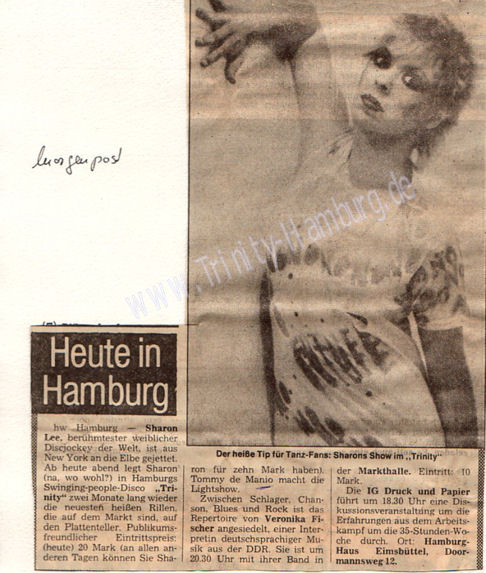 Morgenpost
www.Trinity-Hamburg.de
Heute in
Hamburg
Der heiße Tip für Tanz-Fans: Sharons Show im „Trinity"
hw Hamburg — Sharon
Lee, berühmtester weiblicher
Discjockey der Welt, ist aus
New York an die Elbe gejettet.
Ab heute abend legt Sharon
(na, wo wohl?) in Hamburgs
Swinging-people-Disco „Tri-
nity" zwei Monate lang wieder
die neuesten heißen Rillen,
die auf dem Markt sind, auf
den Plattenteller. Publikums-
freundlicher Eintrittspreis:
(heute) 20 Mark (an allen an-
deren Tagen können Sie Sha-
ron für zehn Mark haben).
Tommy de Manio macht die
Lightshow.
Zwischen Schlager, Chan-
son, Blues und Rock ist das
Repertoire von Veronika Fi-
scher angesiedelt, einer Inter-
pretin deutschsprachiger Mu-
sik aus der DDR. Sie ist um
20.30 Uhr mit ihrer Band in
der Markthalle. Eintritt: 10
Mark.
Die IG Druck und Papier
führt um 18.30 Uhr eine Dis-
kussionsveranstaltung um die
Erfahrungen aus dem Arbeits-
kampf um die 35-Stunden-Wo-
che durch. Ort: Hamburg-
Haus Eimsbüttel, Door-
mannsweg 12.